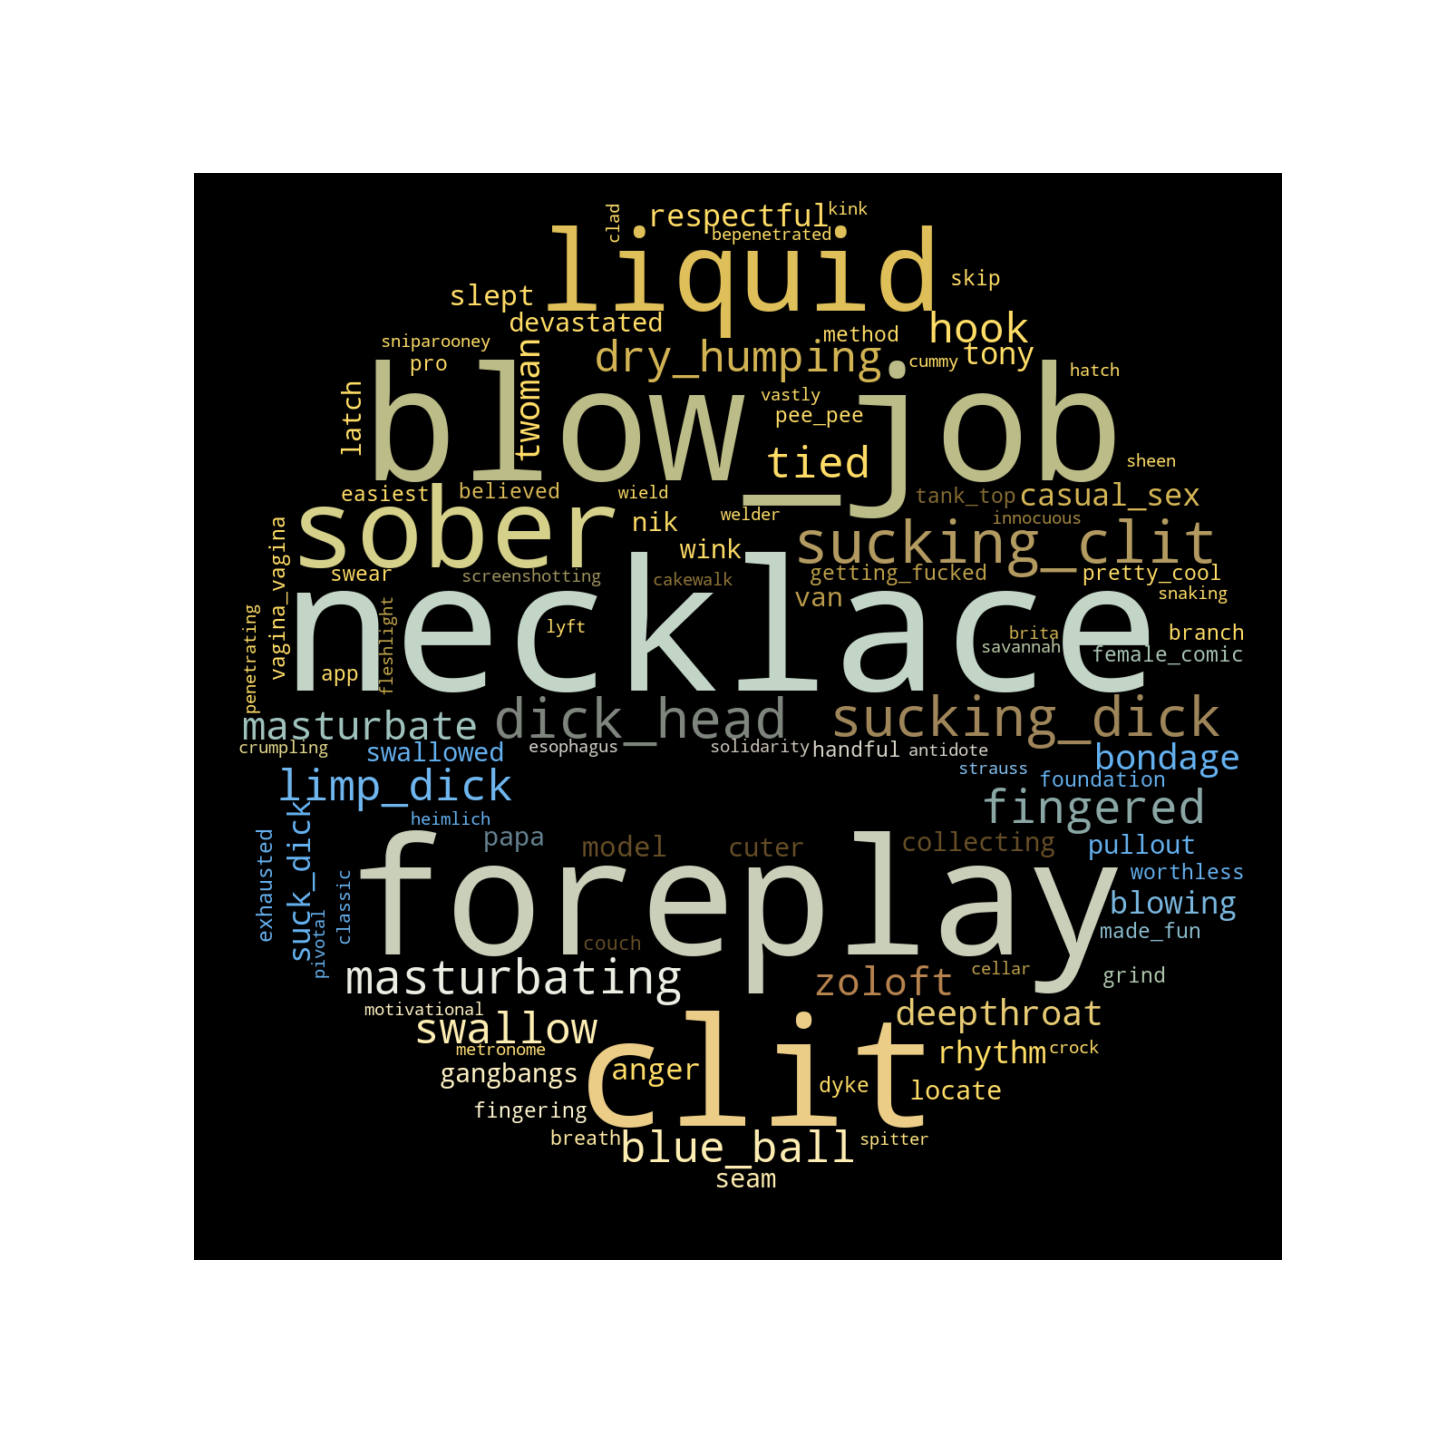 clad
respectful
kink
liquid
bepenetrated
skip
slept
devastated
method
hook
sniparooney
dry_humping
cummy
tony
pro
hatch
blow_job
latch
twoman
vastly
pee_pee
tied
sheen
easiest
believed
wield
tank_top
casual_sex
sober
nik
welder
innocuous
wink
sucking_clit
vagina_vagina
swear
screenshotting
cakewalk
getting_fucked
pretty_cool
necklace
van
snaking
penetrating
fleshlight
lyft
brita
branch
app
savannah
female_comic
masturbate
dick_head
sucking_dick
crumpling
swallowed
esophagus
solidarity
handful
antidote
bondage
limp_dick
strauss
foundation
heimlich
fingered
exhausted
suck_dick
papa
model
cuter
collecting
pullout
classic
foreplay
worthless
pivotal
blowing
couch
made_fun
masturbating
zoloft
cellar
grind
motivational
swallow
clit
deepthroat
metronome
rhythm
crock
gangbangs
anger
dyke
locate
fingering
breath
blue_ball
spitter
seam